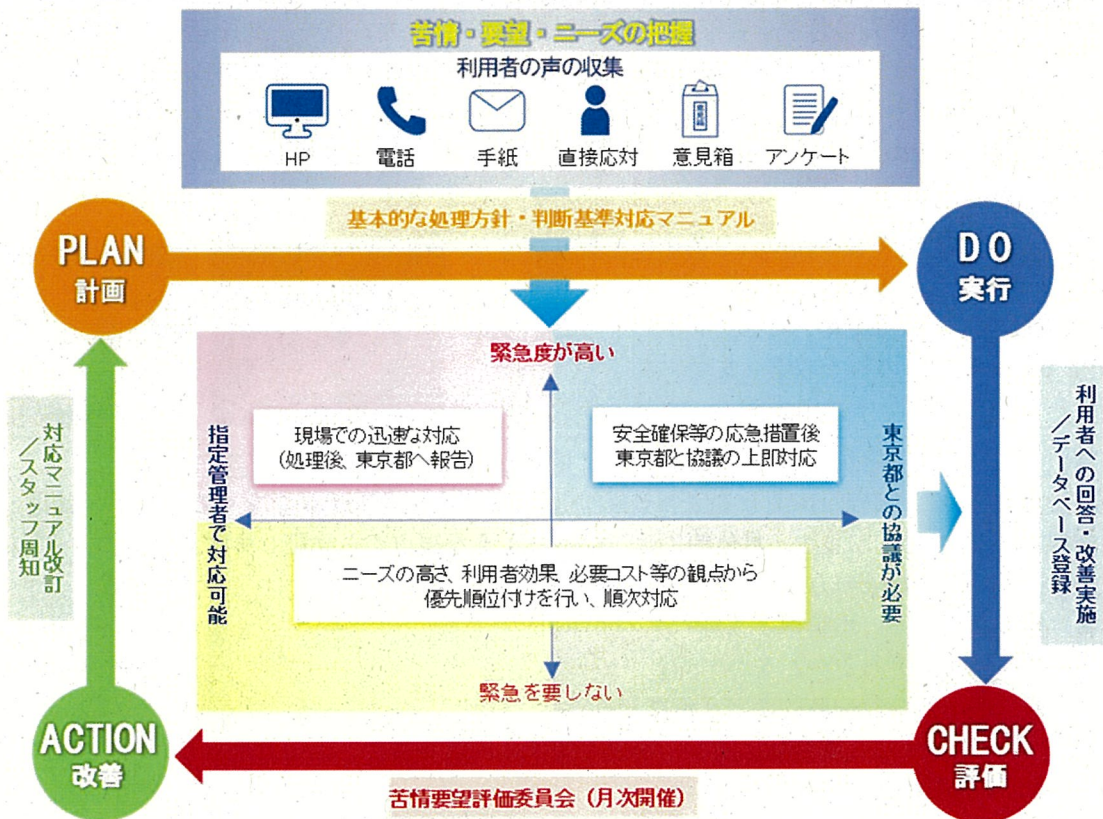 苦情・要望・ニーズの把握
利用者の声の収集
HP
電話
手紙
直接応対
意見箱
意見箱
アンケート
基本的な処理方針・判断基準対応マニュアル
PLAN
計画
DO
実行
緊急度が高い
現場での迅速な対応
(処理後、東京都へ報告)
安全確保等の応急措置後
東京都と協議の上即対応
指定管理者で対応可能
東京都との協議が必要
ニーズの高さ、利用者効果、必要コスト等の観点から
優先順位付けを行い、順次対応
緊急を要しない
対応マニュアル改訂
/スタッフ周知
利用者への回答・改善実施
/データベース登録
ACTION
改善
CHECK
評価
苦情要望評価委員会(月次開催)